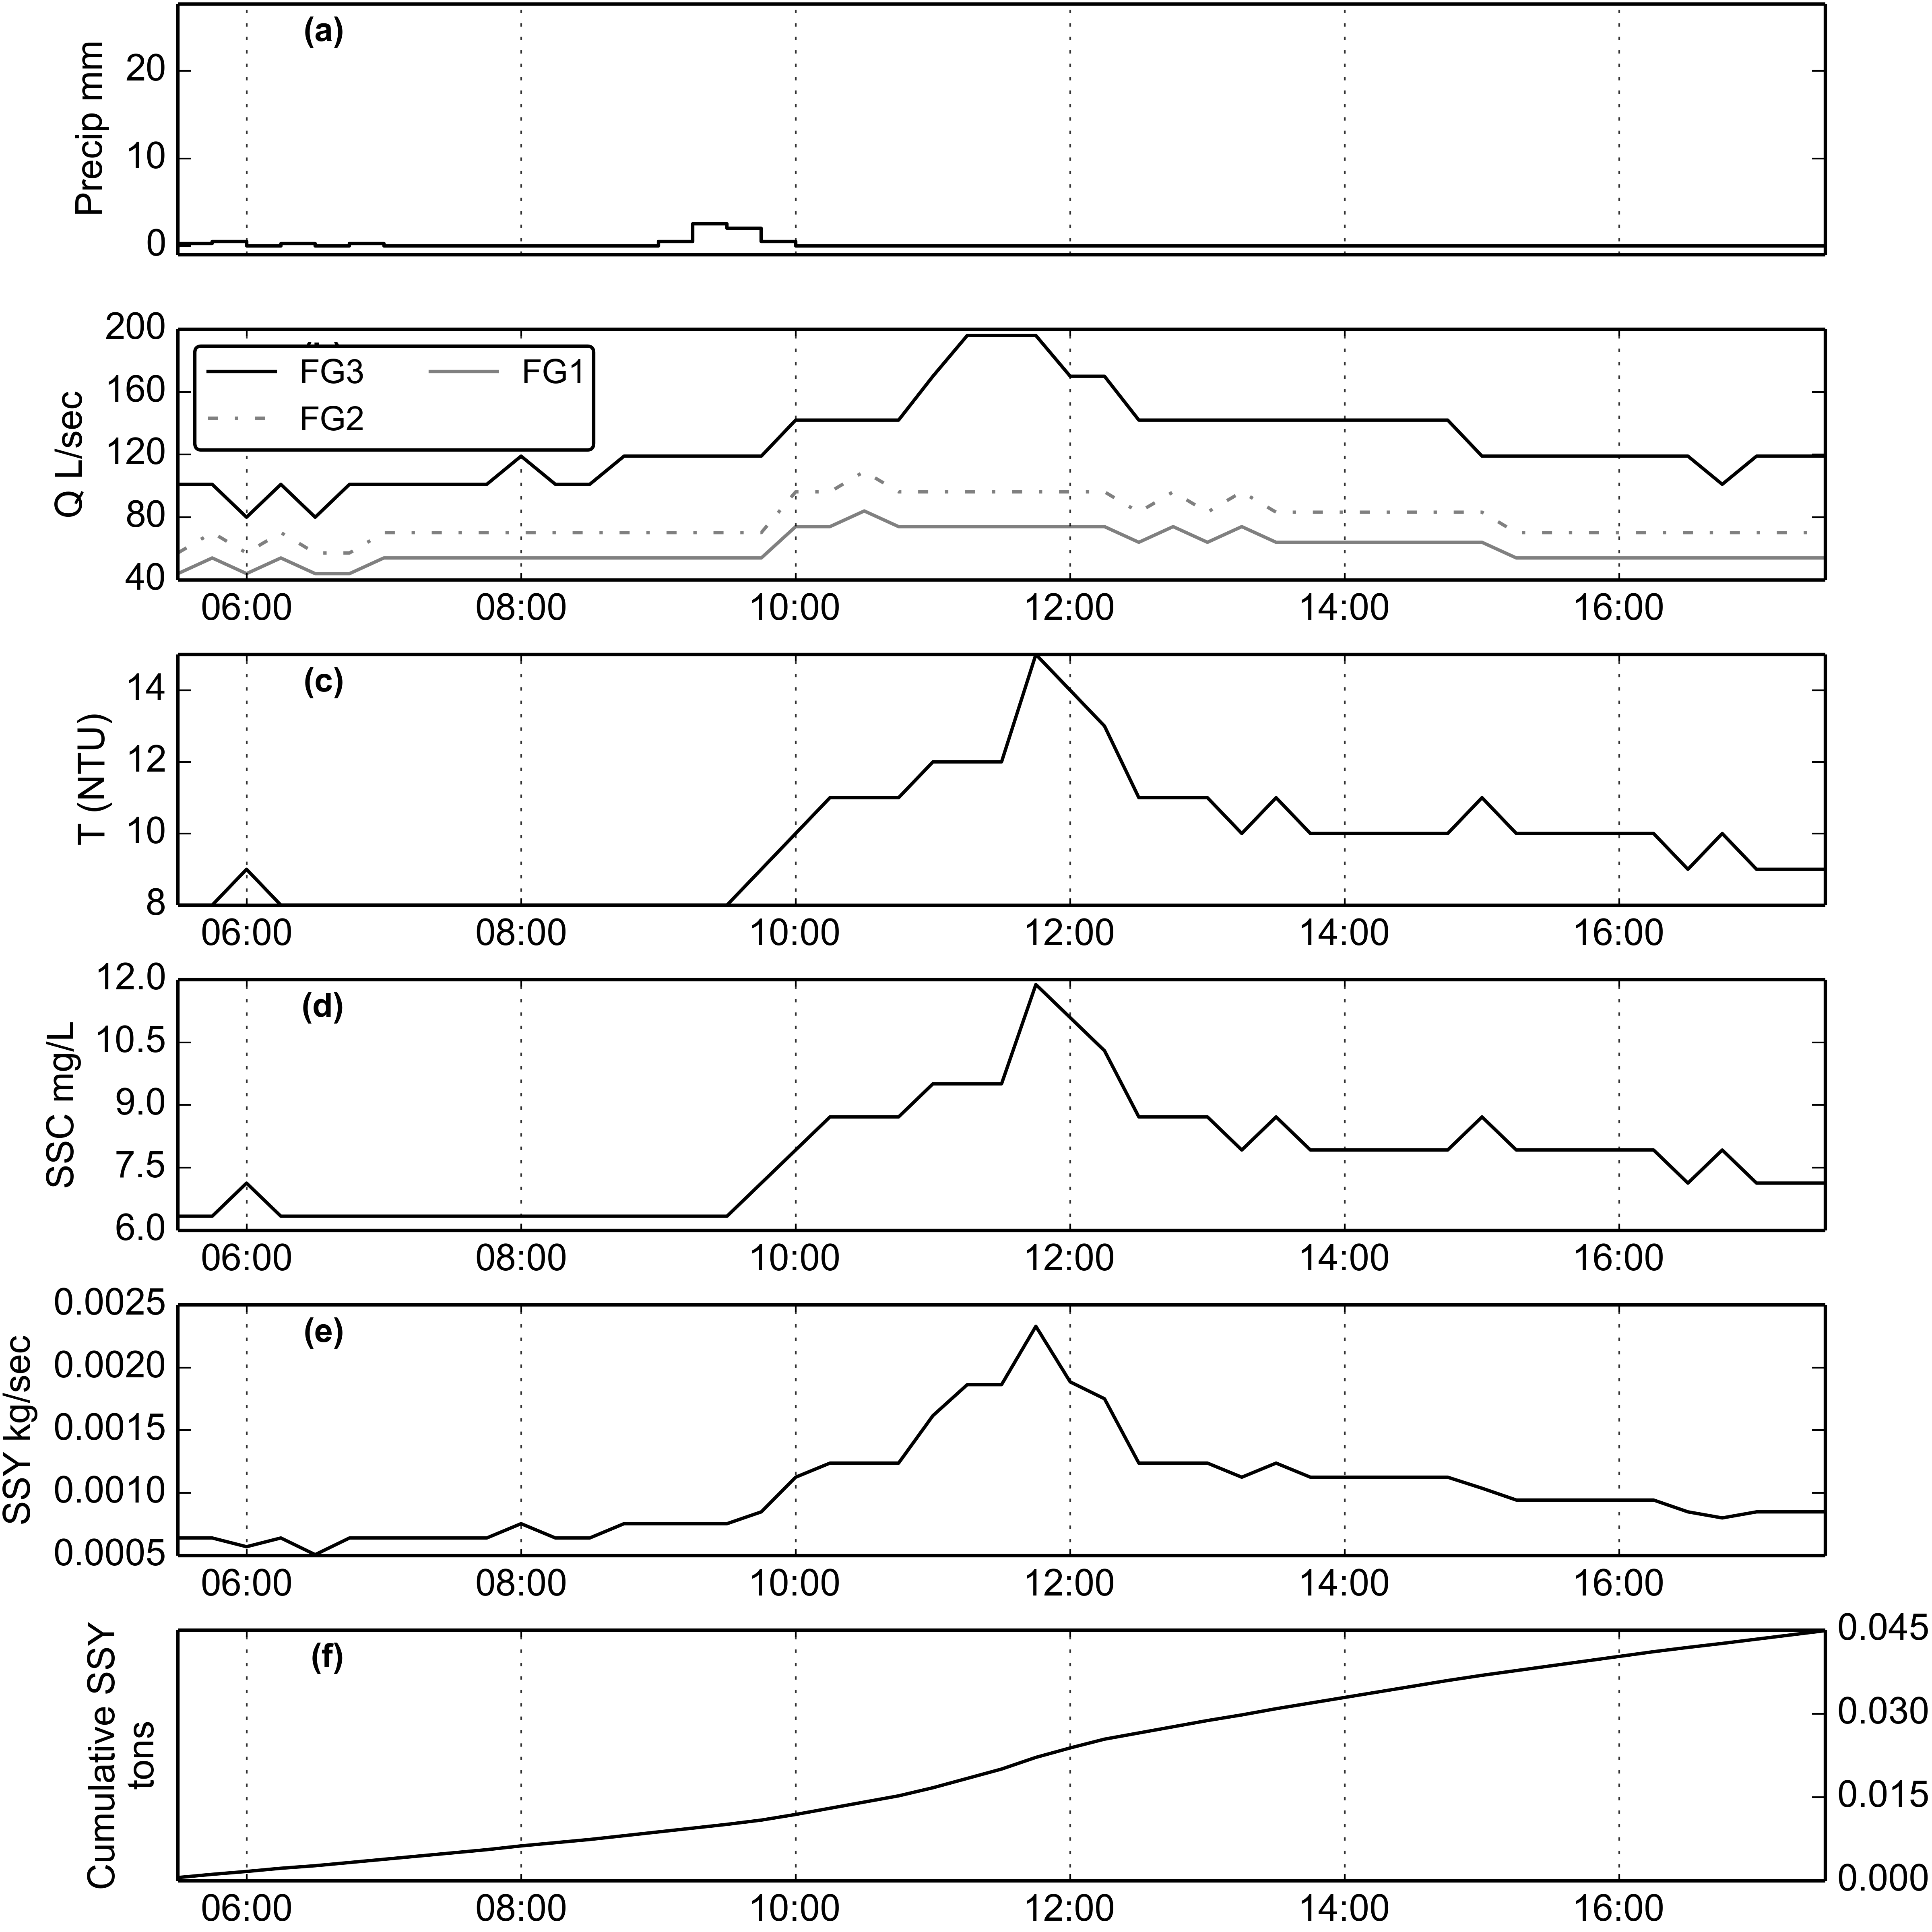 (a)
Precip mm
20
10
0
200
160
120
80
40
Q L/sec
FG3 FG1
FG2
06:00 08:00 10:00 12:00 14:00 16:00
(c)
T (NTU)
14
12
10
8
06:00 08:00 10:00 12:00 14:00 16:00
(d)
SSC mg/L
12.0
10.5
9.0
7.5
6.0
06:00 08:00 10:00 12:00 14:00 16:00
(e)
SSY kg/sec
0.0025
0.0020
0.0015
0.0010
0.0005
06:00 08:00 10:00 12:00 14:00 16:00
(f)
Cumulative SSY
tons
0.045
0.030
0.015
0.000
06:00 08:00 10:00 12:00 14:00 16:00